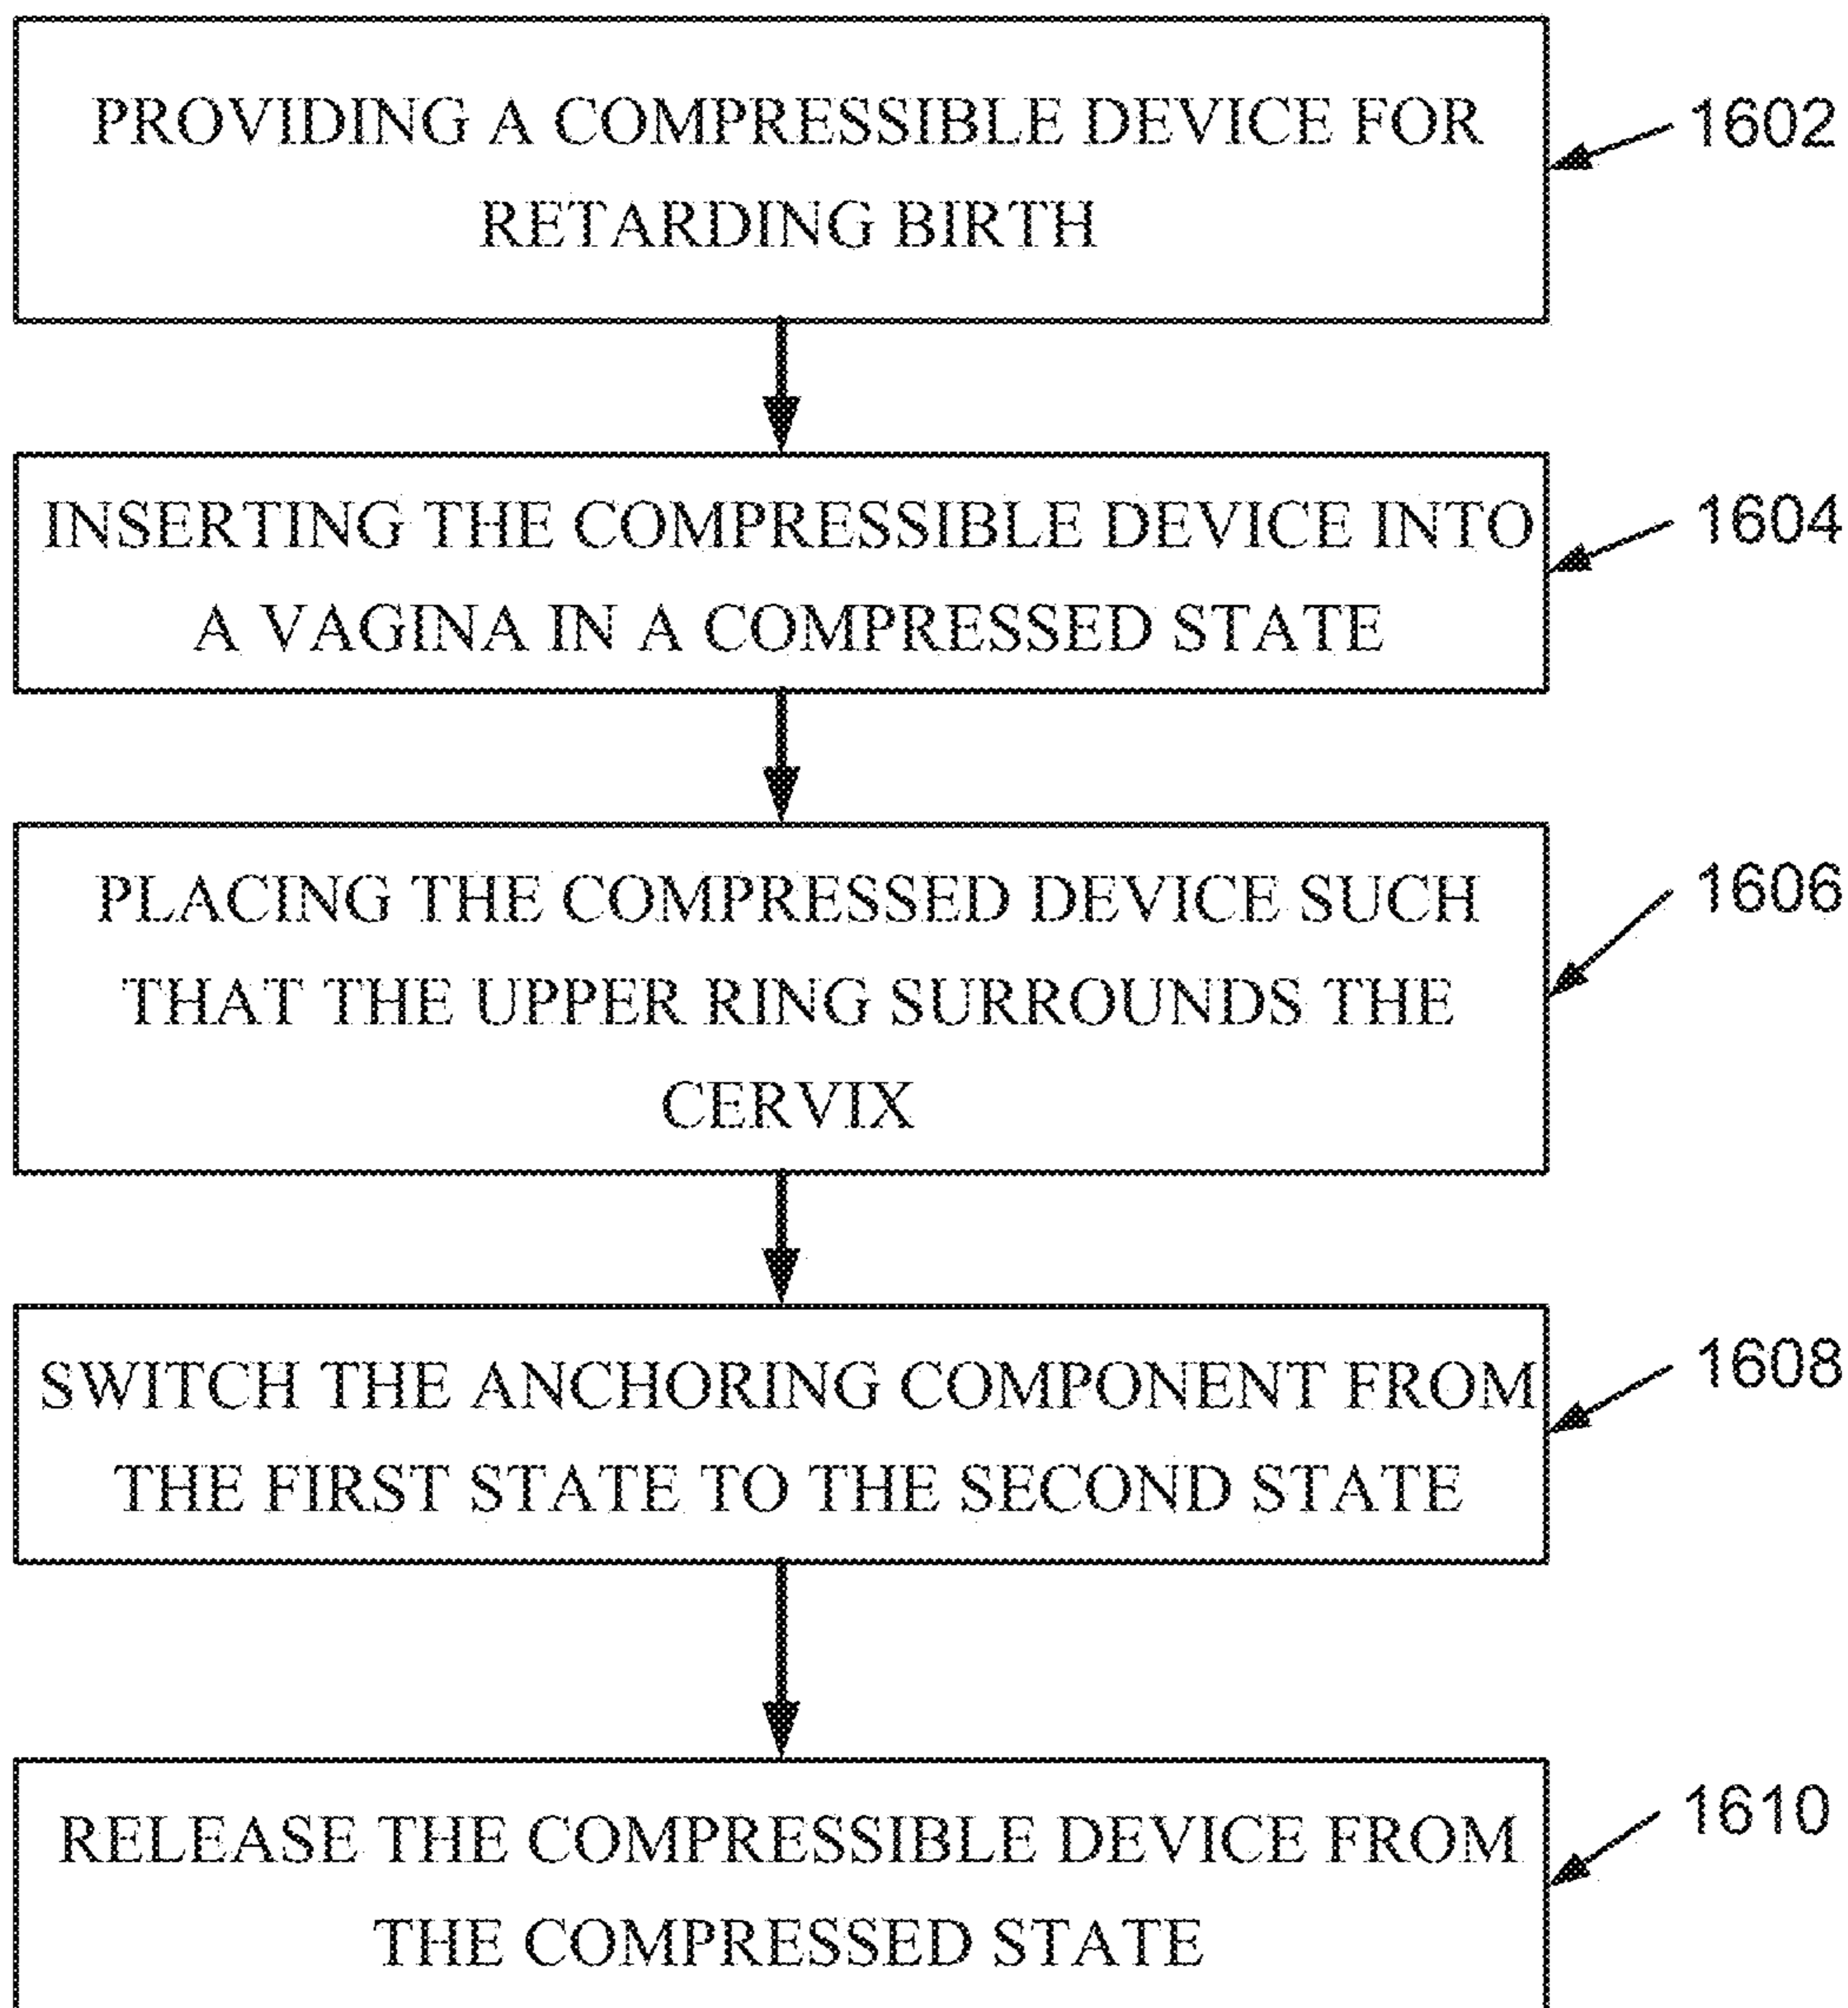 PROVIDING A COMPRESSIBLE DEVICE FOR
RETARDING BIRTH
1602
INSERTING THE COMPRESSIBLE DEVICE INTO
A VAGINA IN A COMPRESSED STATE
1604
PLACING THE COMPRESSED DEVICE SUCH
THAT THE UPPER RING SURROUNDS THE
CERVIX
1606
SWITCH THE ANCHORING COMPONENT FROM
THE FIRST STATE TO THE SECOND STATE
1608
RELEASE THE COMPRESSIBLE DEVICE FROM
THE COMPRESSED STATE
1610